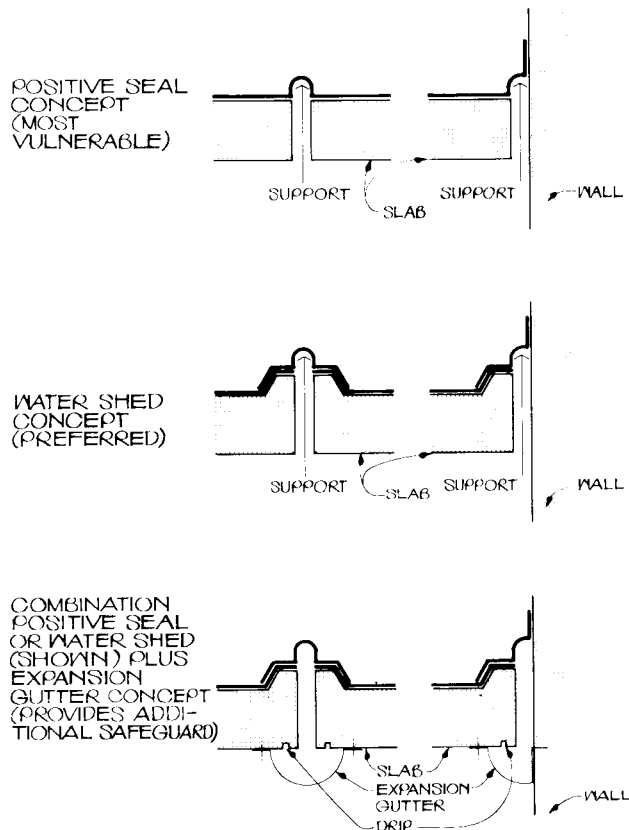 POSITIVE SEAL
CONCEPT
(MOST
VULNERABLE)
SUPPORT
SUPPORT
WALL
SLAB
WATER SHED
CONCEPT
(PREFERRED)
SUPPORT
SLAB
SUPPORT
WALL
COMBINATION
POSITIVE SEAL
OR WATER SHED
(SHOWN) PLUS
EXPANSION
GUTTER CONCEPT
(PROVIDES ADDI-
TIONAL SAFEGUARD)
SLAB
EXPANSION
GUTTER
DRIP
WALL